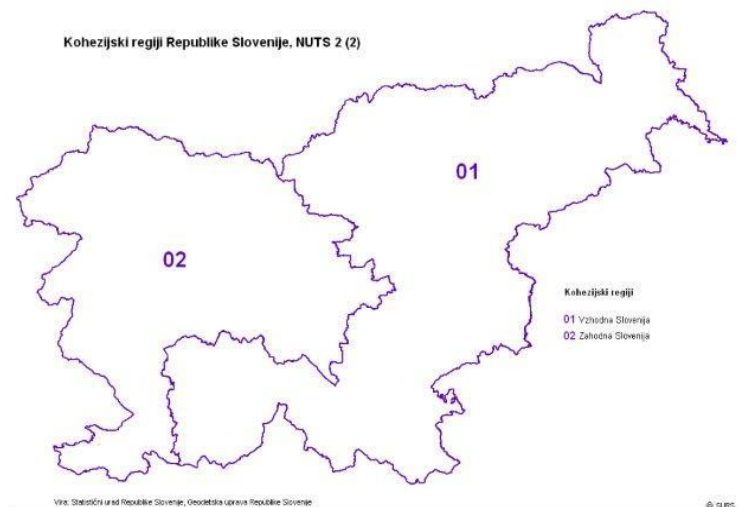 Kohezijski regiji Republike Slovenije, NUTS 2 (2)
01
02
Kohezijski regiji
01 Vzhodna Slovenija
02 Zahodna Slovenija
Vira: Statistični urad Republike Slovenije, Geodetska uprava Republike Slovenije
© SURS